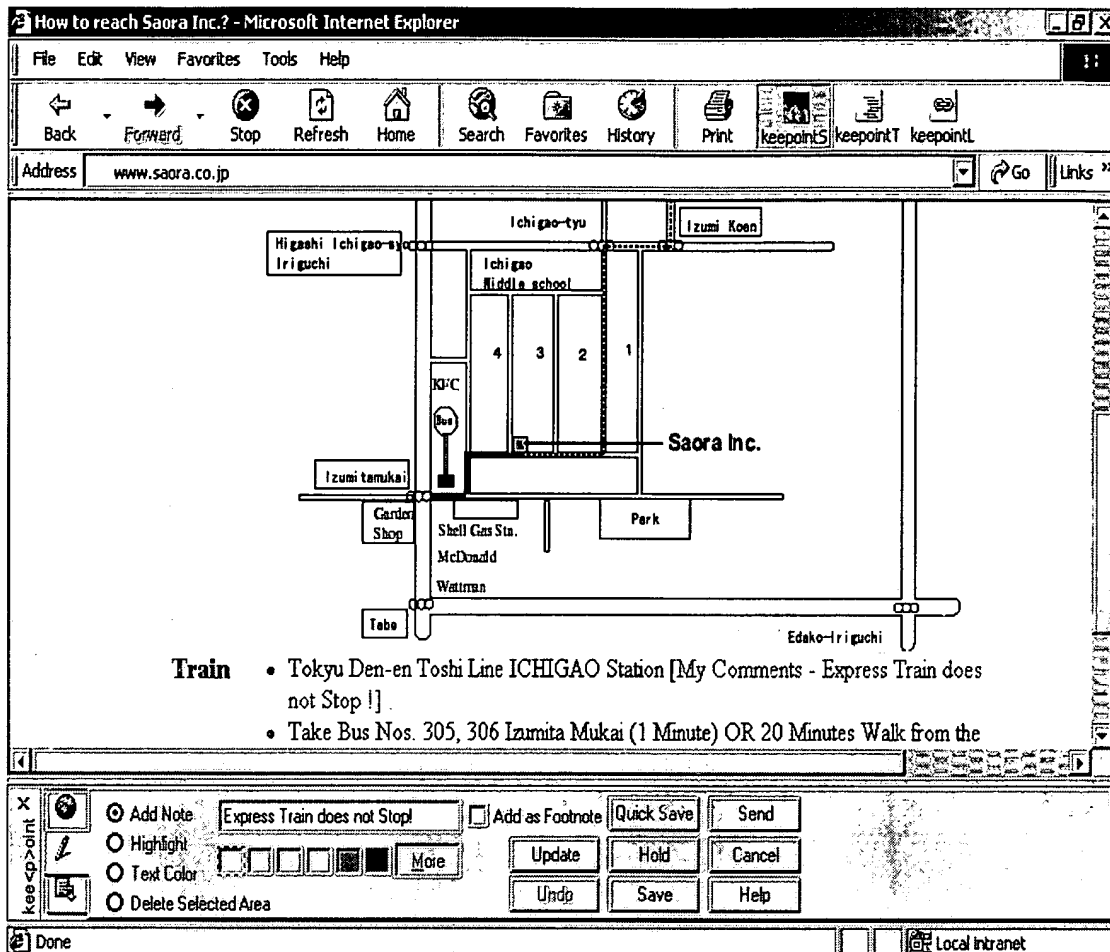 How to reach Saora Inc.? - Microsoft Internet Explorer
File Edit View Favorites Tools Help
Back Forward Stop Refresh Home Search Favorites History Print keepointS keepointT keepointL
Address www.saora.co.jp Go Links »
Ichigao-tyu
Izumi Koen
Higashi Ichigao-sy
Iriguchi
Ichigao
Middle school
4 3 2 1
KFC
Bus
Saora Inc.
Izumi tamukai
Garden
Shop
Shell Gas Stn.
Park
McDonald
Wattman
Tabo
Edako-Iriguchi
Train
• Tokyu Den-en Toshi Line ICHIGAO Station [My Comments - Express Train does
not Stop !]
• Take Bus Nos. 305, 306 Izumita Mukai (1 Minute) OR 20 Minutes Walk from the
kee<p>oint
Add Note Express Train does not Stop! Add as Footnote Quick Save Send
Highlight
Text Color
More Update Hold Cancel
Delete Selected Area
Undo Save Help
Done Local intranet